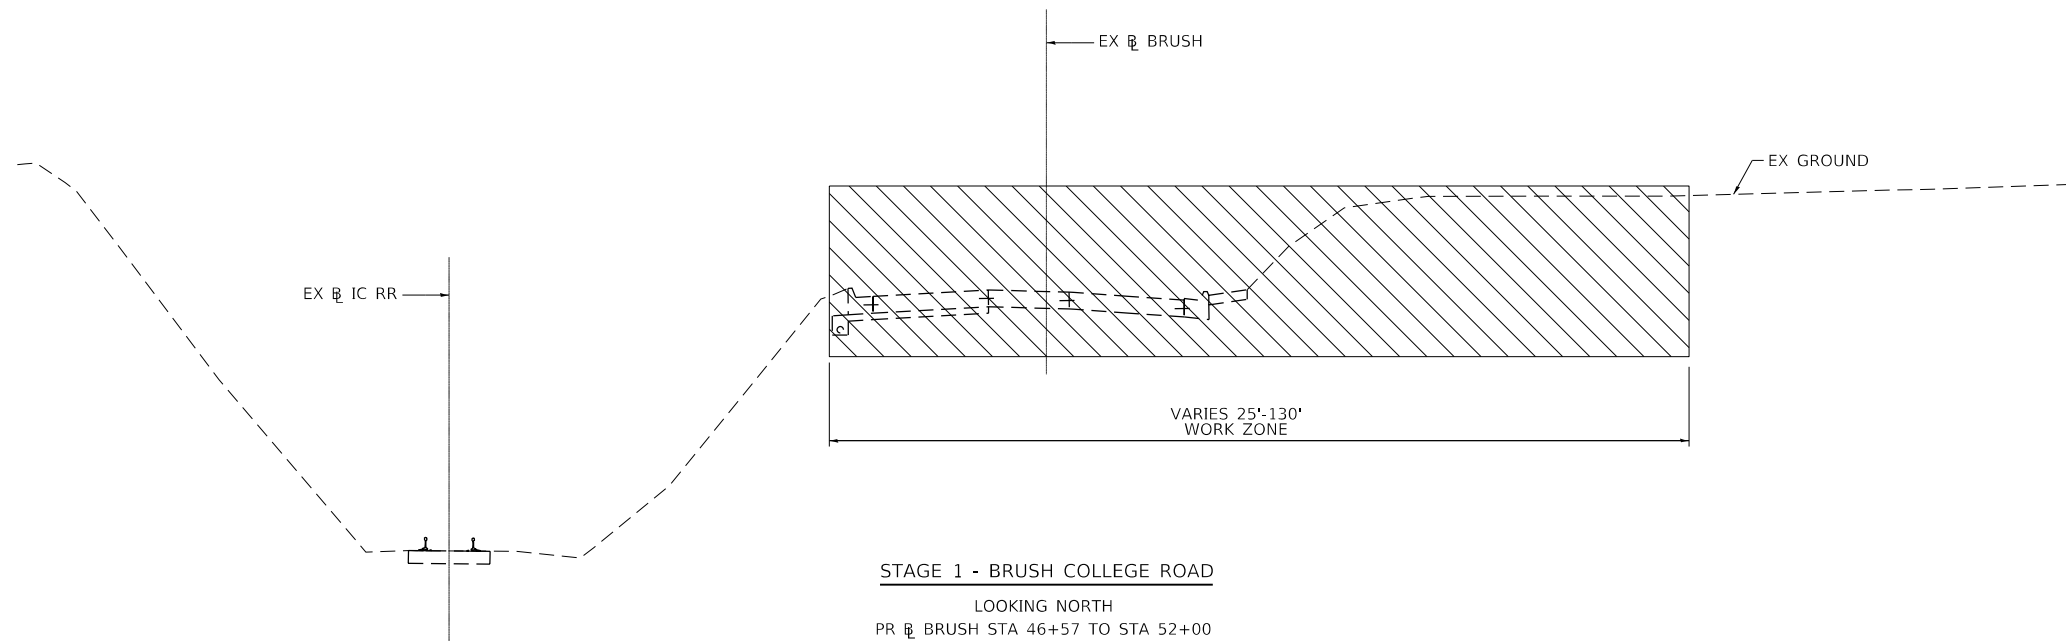 EX ℄ BRUSH
EX GROUND
EX ℄ IC RR
VARIES 25'-130'
WORK ZONE
STAGE 1 - BRUSH COLLEGE ROAD
LOOKING NORTH
PR ℄ BRUSH STA 46+57 TO STA 52+00